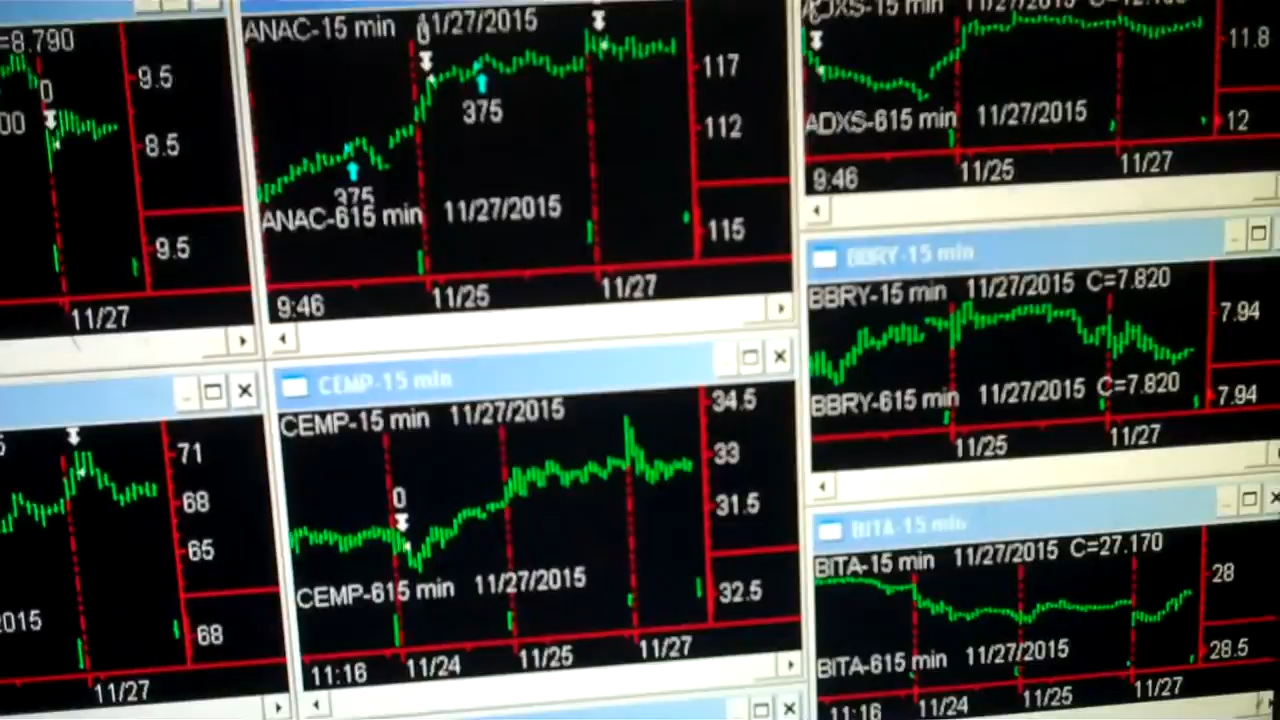 =8.790
9.5
0
00
8.5
9.5
11/27
71
68
65
015
68
11/27
ANAC-15 min 11/27/2015
117
375
112
375
ANAC-615 min 11/27/2015
115
9:46 11/25 11/27
CEMP-15 min
CEMP-15 min 11/27/2015
34.5
33
0
31.5
CEMP-615 min 11/27/2015
32.5
11:16 11/24 11/25 11/27
ADXS-15 min 11/27/2015
11.8
ADXS-615 min 11/27/2015
12
9:46 11/25 11/27
BBRY-15 min
BBRY-15 min 11/27/2015 C=7.820
7.94
BBRY-615 min 11/27/2015 C=7.820
7.94
11/25 11/27
BITA-15 min
BITA-15 min 11/27/2015 C=27.170
28
BITA-615 min 11/27/2015
28.5
11:16 11/24 11/25 11/27